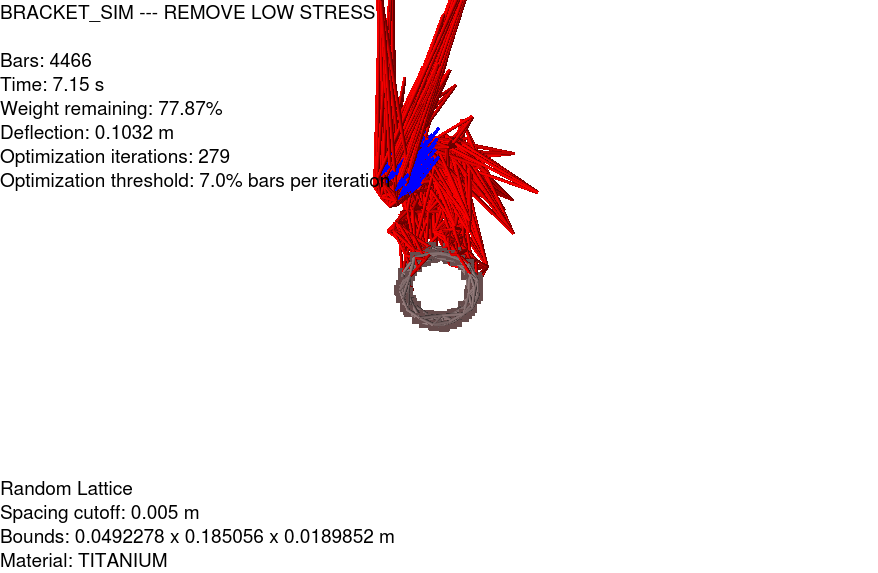 BRACKET_SIM --- REMOVE LOW STRESS
Bars: 4466
Time: 7.15 s
Weight remaining: 77.87%
Deflection: 0.1032 m
Optimization iterations: 279
Optimization threshold: 7.0% bars per iteration
Random Lattice
Spacing cutoff: 0.005 m
Bounds: 0.0492278 x 0.185056 x 0.0189852 m
Material: TITANIUM